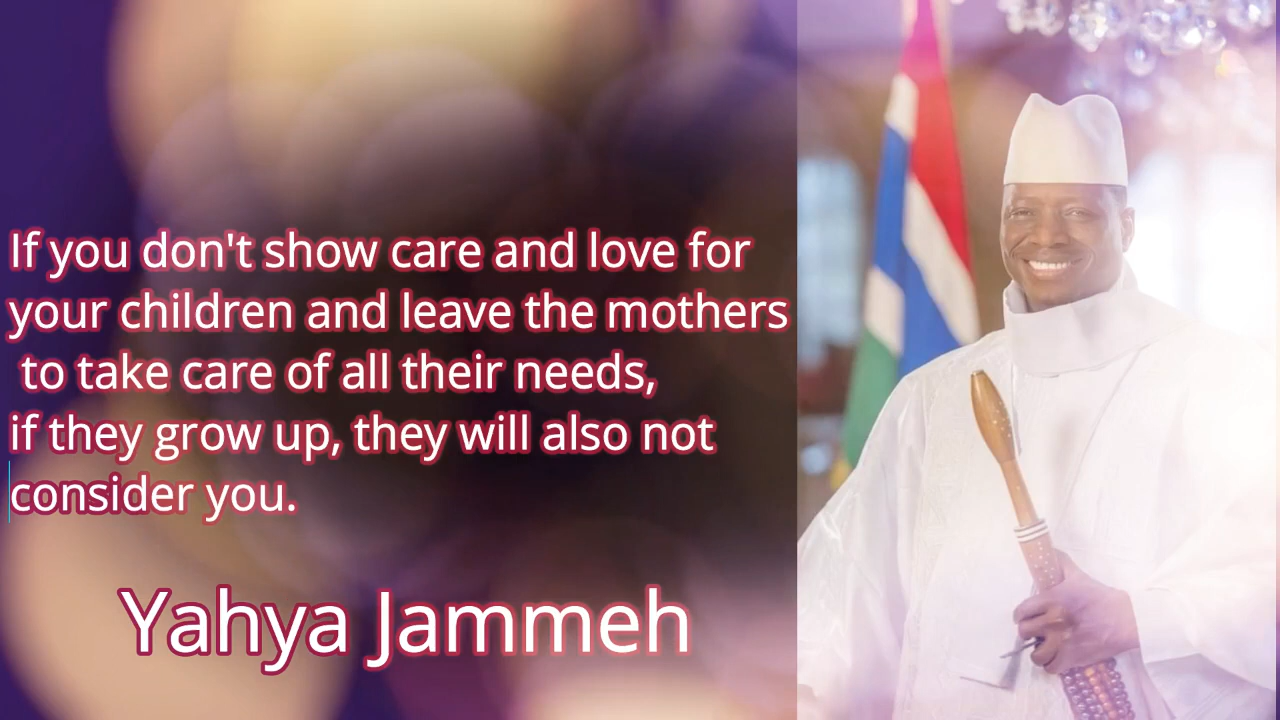 If you don't show care and love for
your children and leave the mothers
to take care of all their needs,
if they grow up, they will also not
consider you.
Yahya Jammeh